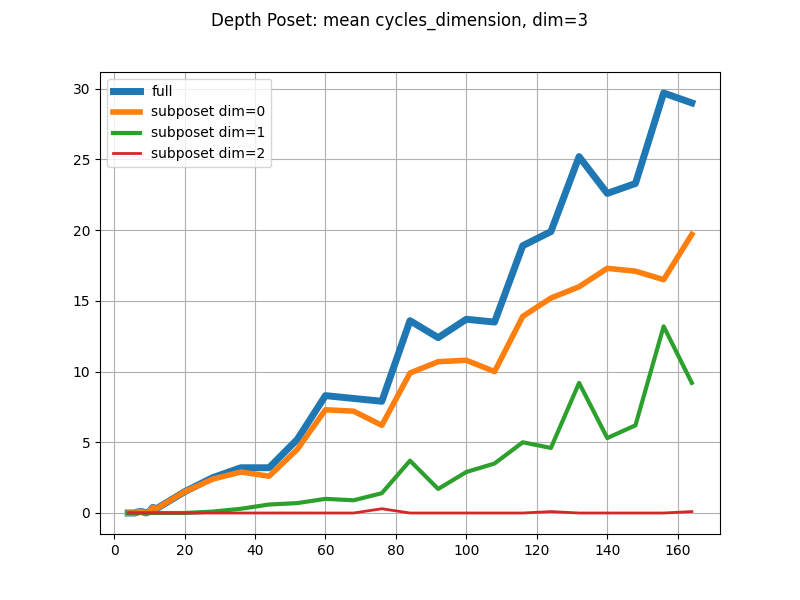 Depth Poset: mean cycles_dimension, dim=3
full
subposet dim=0
subposet dim=1
subposet dim=2
30
25
20
15
10
5
0
0 20 40 60 80 100 120 140 160